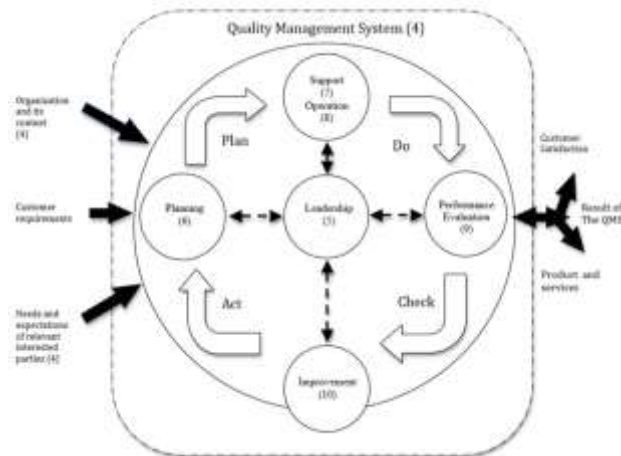 Quality Management System (4)
Support
(7)
Operation
(8)
Organization
and its
context
(4)
Plan
Do
Customer
Satisfaction
Customer
requirements
Planning
(6)
Leadership
(5)
Performance
Evaluation
(9)
Result of
The QMS
Product and
services
Needs and
expectations
of relevant
interested
parties (4)
Act
Check
Improvement
(10)